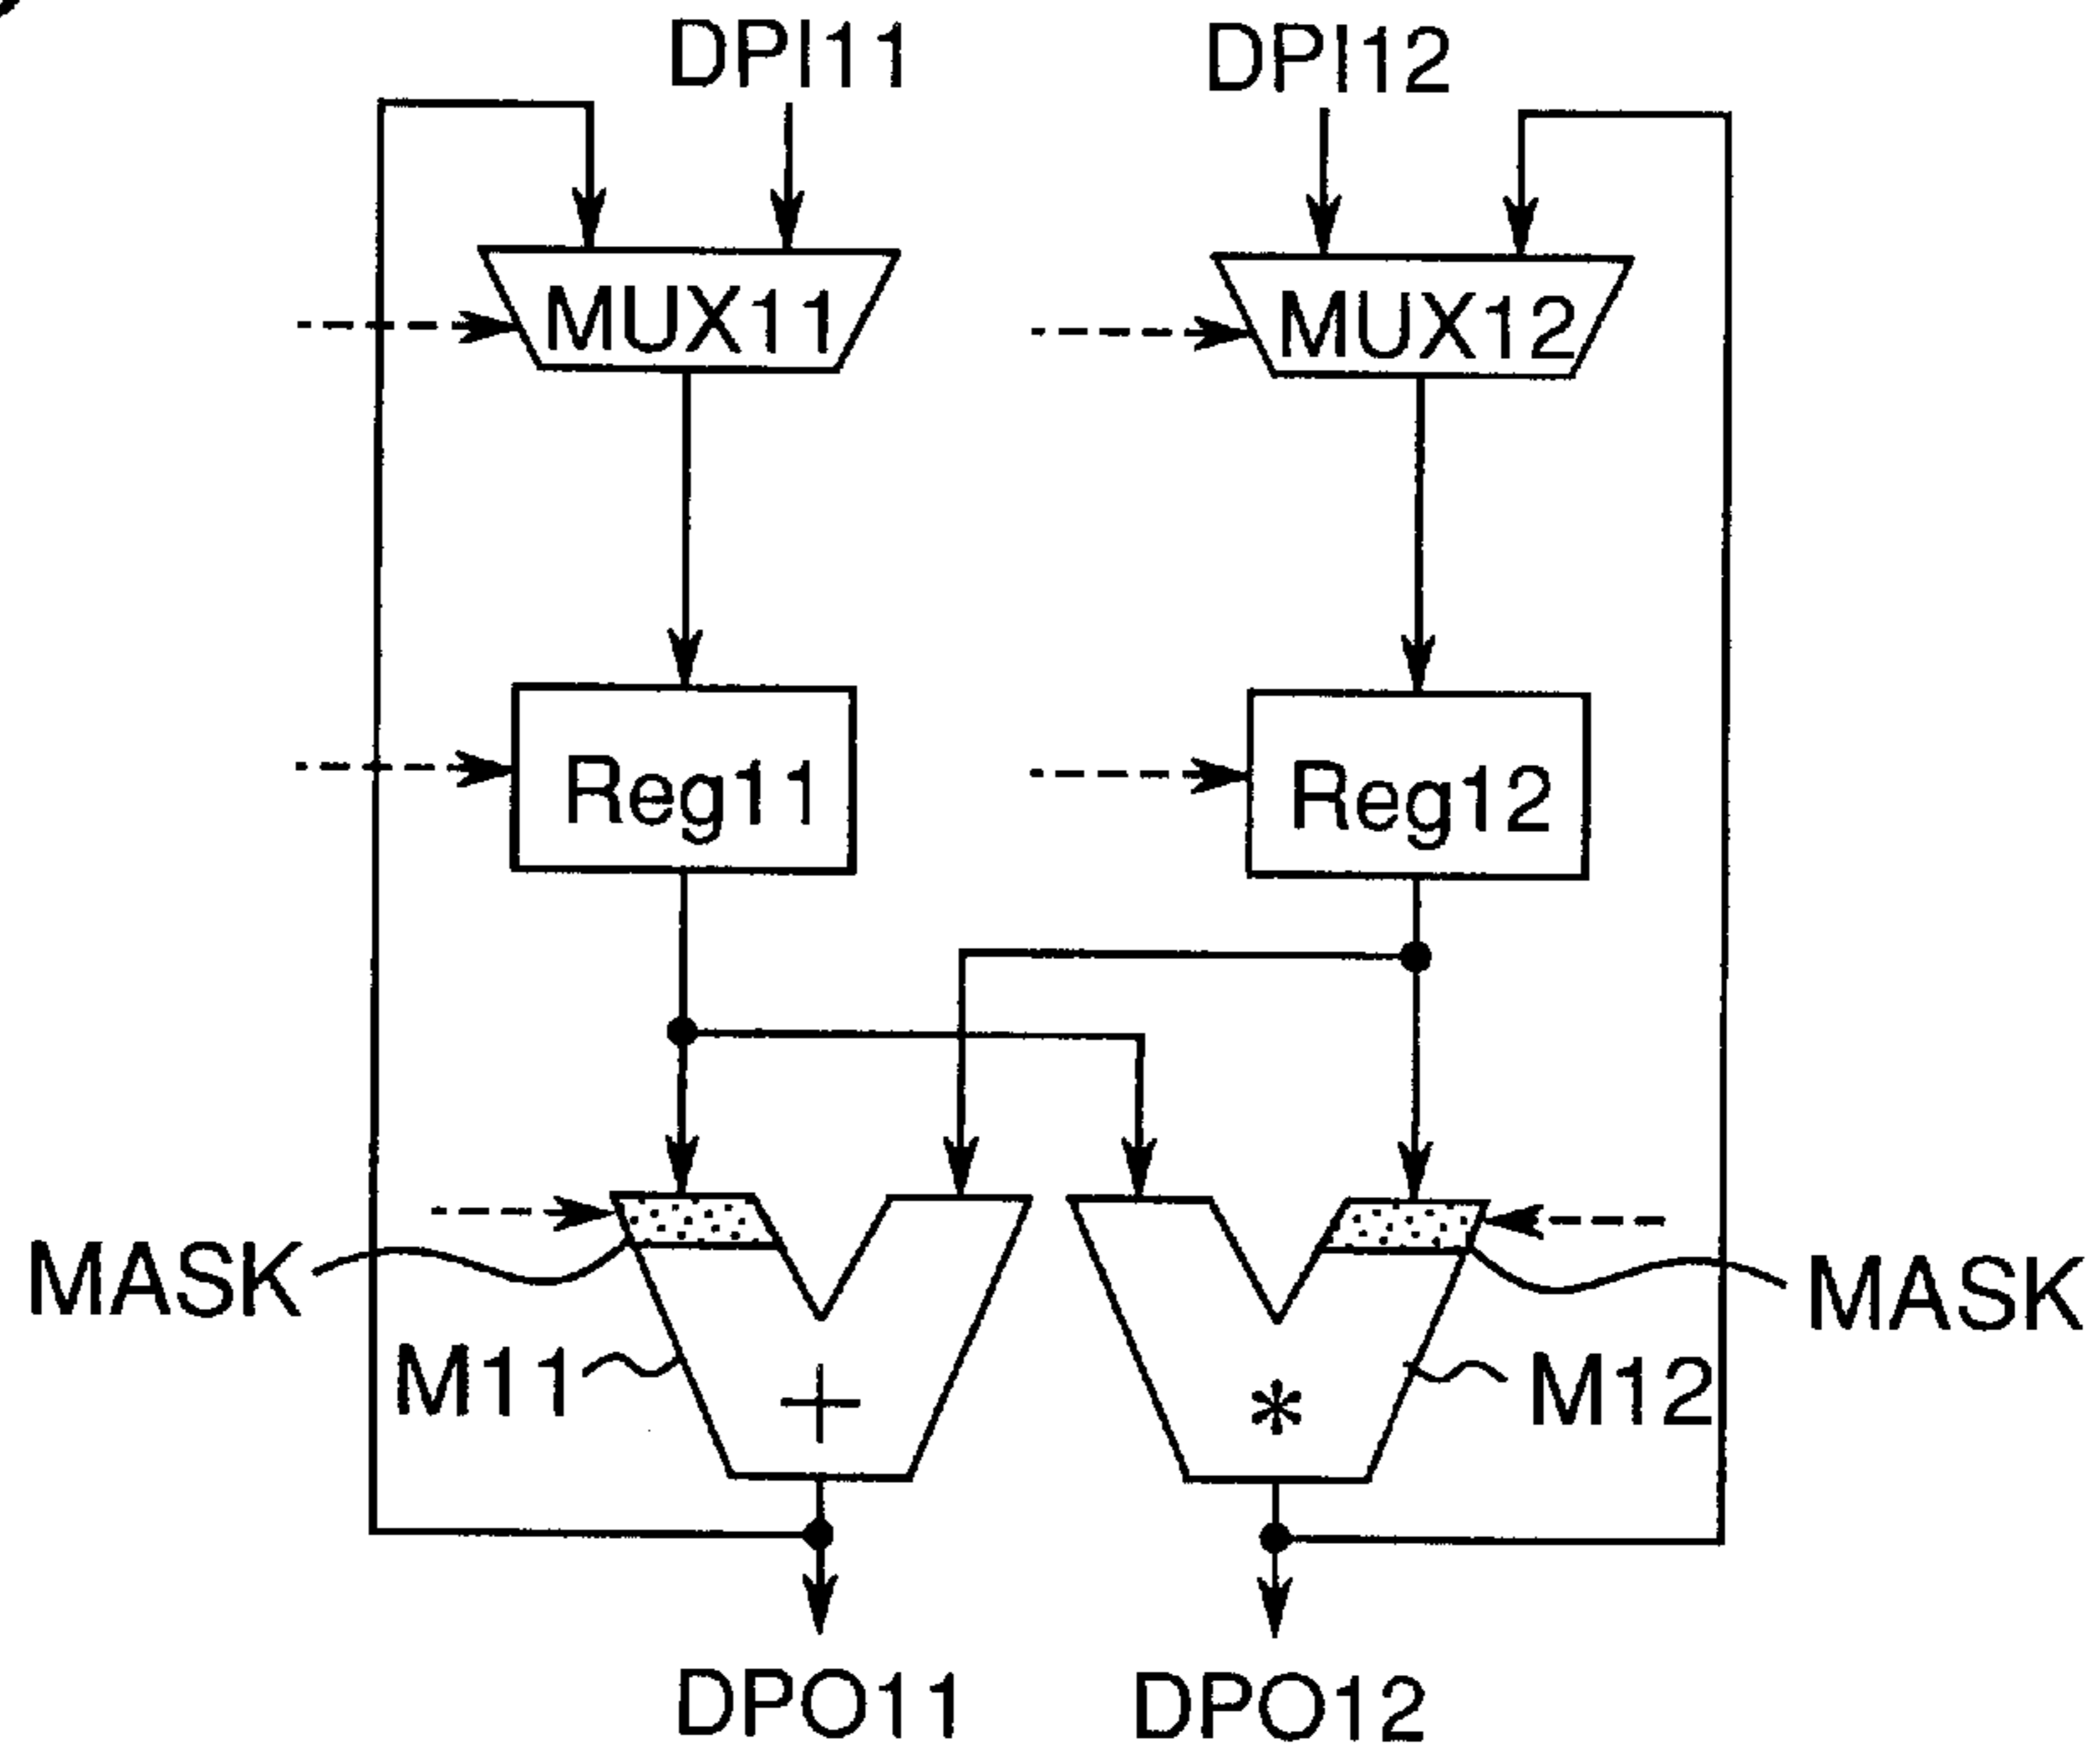 DPI11 DPI12
MUX11 MUX12
Reg11 Reg12
MASK MASK
M11 + * M12
DPO11 DPO12